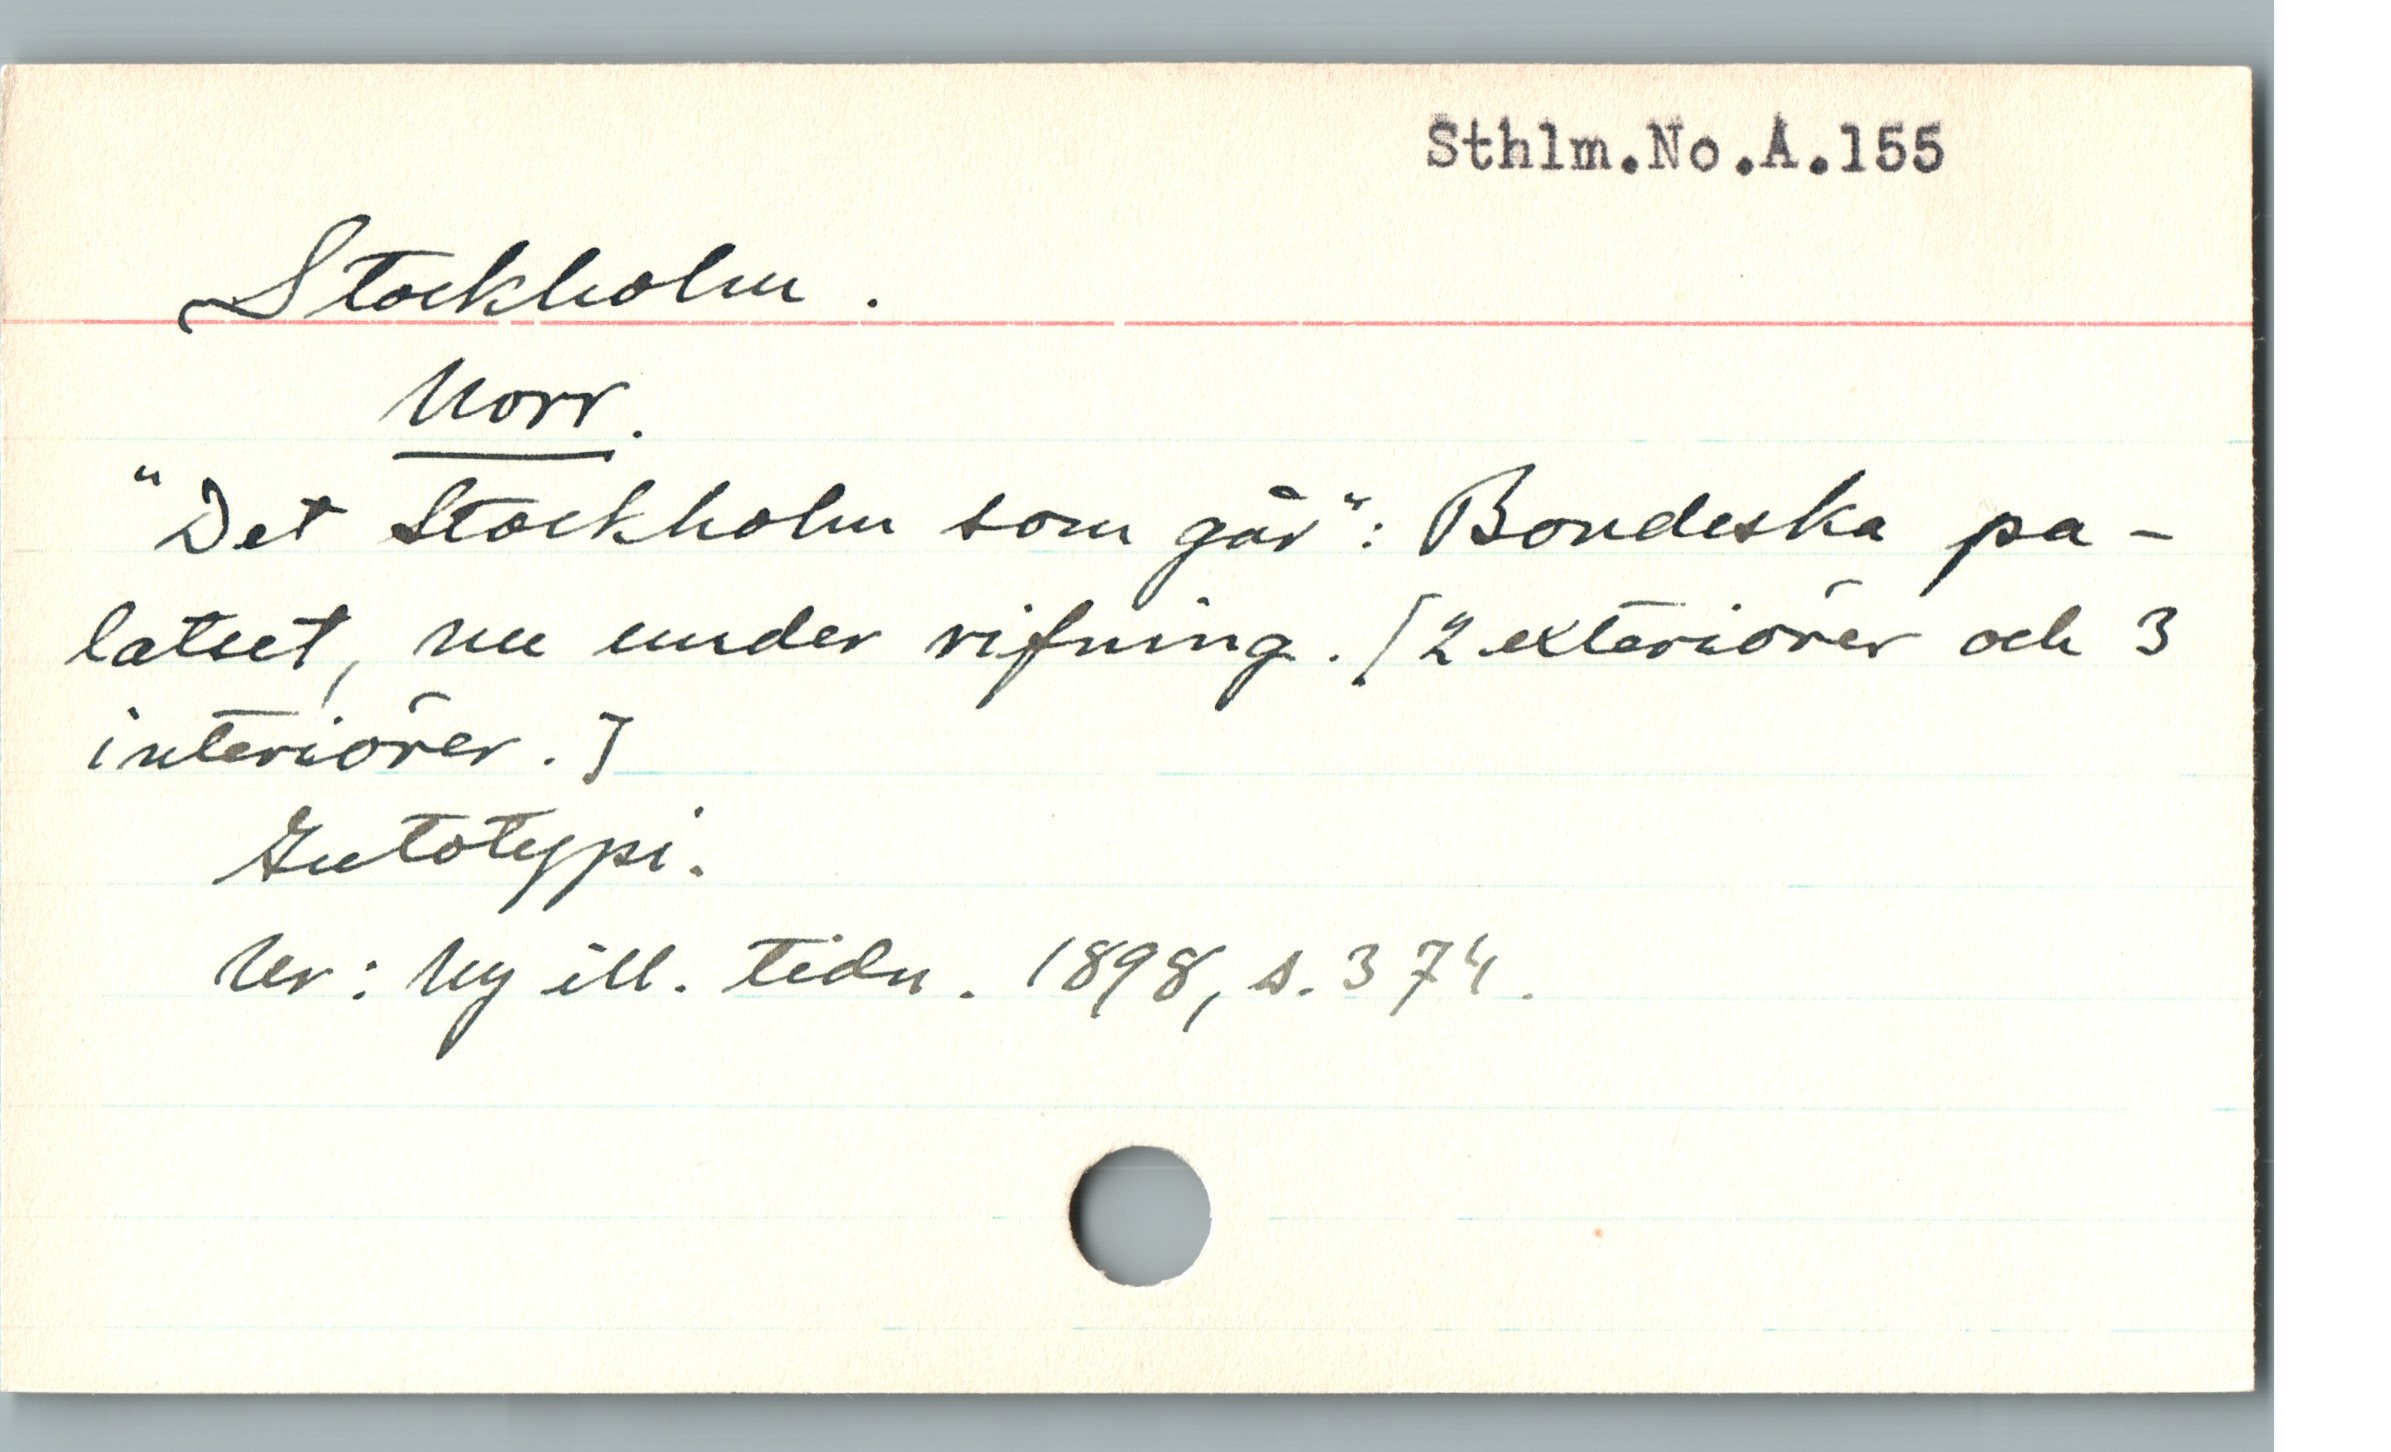 Sthlm.No.A.155
Stockholm.
Norr.
"Det Stockholm som går": Bondeska pa-
latset, nu under rifning. [2 exteriörer och 3
interiörer.]
Autotypi.
Ur: Ny ill. tidn. 1898, s. 374.